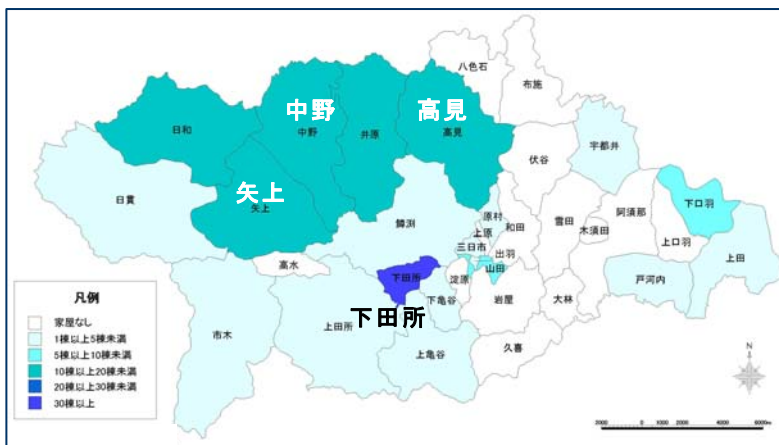 八色石
布施
中野
高見
日和
中野
井原
高見
伏谷
宇都井
日貫
矢上
矢上
鱒渕
原村
上原
和田
雪田
木須田
阿須那
下口羽
上口羽
三日市
出羽
山田
高水
下田所
淀原
岩屋
大林
戸河内
上田
下田所
下亀谷
市木
上田所
上亀谷
久喜
凡例
家屋なし
1棟以上5棟未満
5棟以上10棟未満
10棟以上20棟未満
20棟以上30棟未満
30棟以上
N
2000 0 1000 2000 4000 6000m